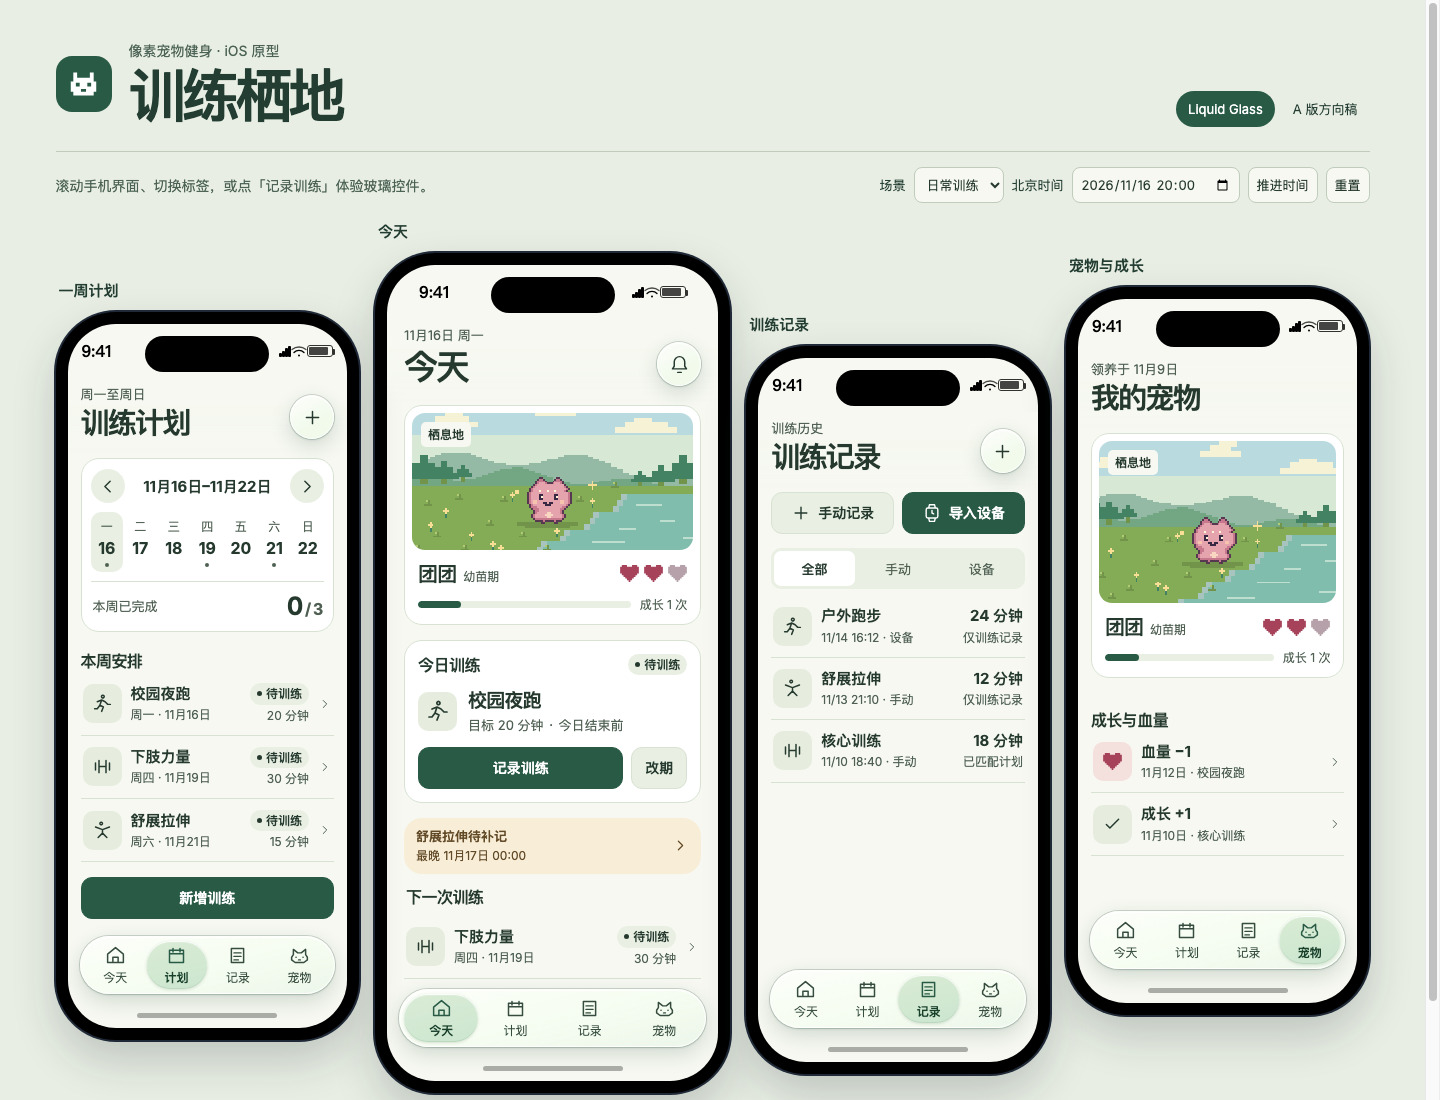 像素宠物健身 · iOS 原型
训练栖地
Liquid Glass
A 版方向稿
滚动手机界面、切换标签，或点「记录训练」体验玻璃控件。
场景
日常训练
北京时间
2026/11/16 20:00
推进时间
重置
一周计划
9:41
周一至周日
训练计划
11月16日–11月22日
一 二 三 四 五 六 日
16 17 18 19 20 21 22
本周已完成
0/3
本周安排
校园夜跑
待训练
周一 · 11月16日
20 分钟
下肢力量
待训练
周四 · 11月19日
30 分钟
舒展拉伸
待训练
周六 · 11月21日
15 分钟
新增训练
今天 计划 记录 宠物
今天
9:41
11月16日 周一
今天
栖息地
团团 幼苗期
成长 1 次
今日训练
待训练
校园夜跑
目标 20 分钟 · 今日结束前
记录训练
改期
舒展拉伸待补记
最晚 11月17日 00:00
下一次训练
下肢力量
待训练
周四 · 11月19日
30 分钟
今天 计划 记录 宠物
训练记录
9:41
训练历史
训练记录
手动记录
导入设备
全部 手动 设备
户外跑步
24 分钟
11/14 16:12 · 设备
仅训练记录
舒展拉伸
12 分钟
11/13 21:10 · 手动
仅训练记录
核心训练
18 分钟
11/10 18:40 · 手动
已匹配计划
今天 计划 记录 宠物
宠物与成长
9:41
领养于 11月9日
我的宠物
栖息地
团团 幼苗期
成长 1 次
成长与血量
血量 −1
11月12日 · 校园夜跑
成长 +1
11月10日 · 核心训练
今天 计划 记录 宠物